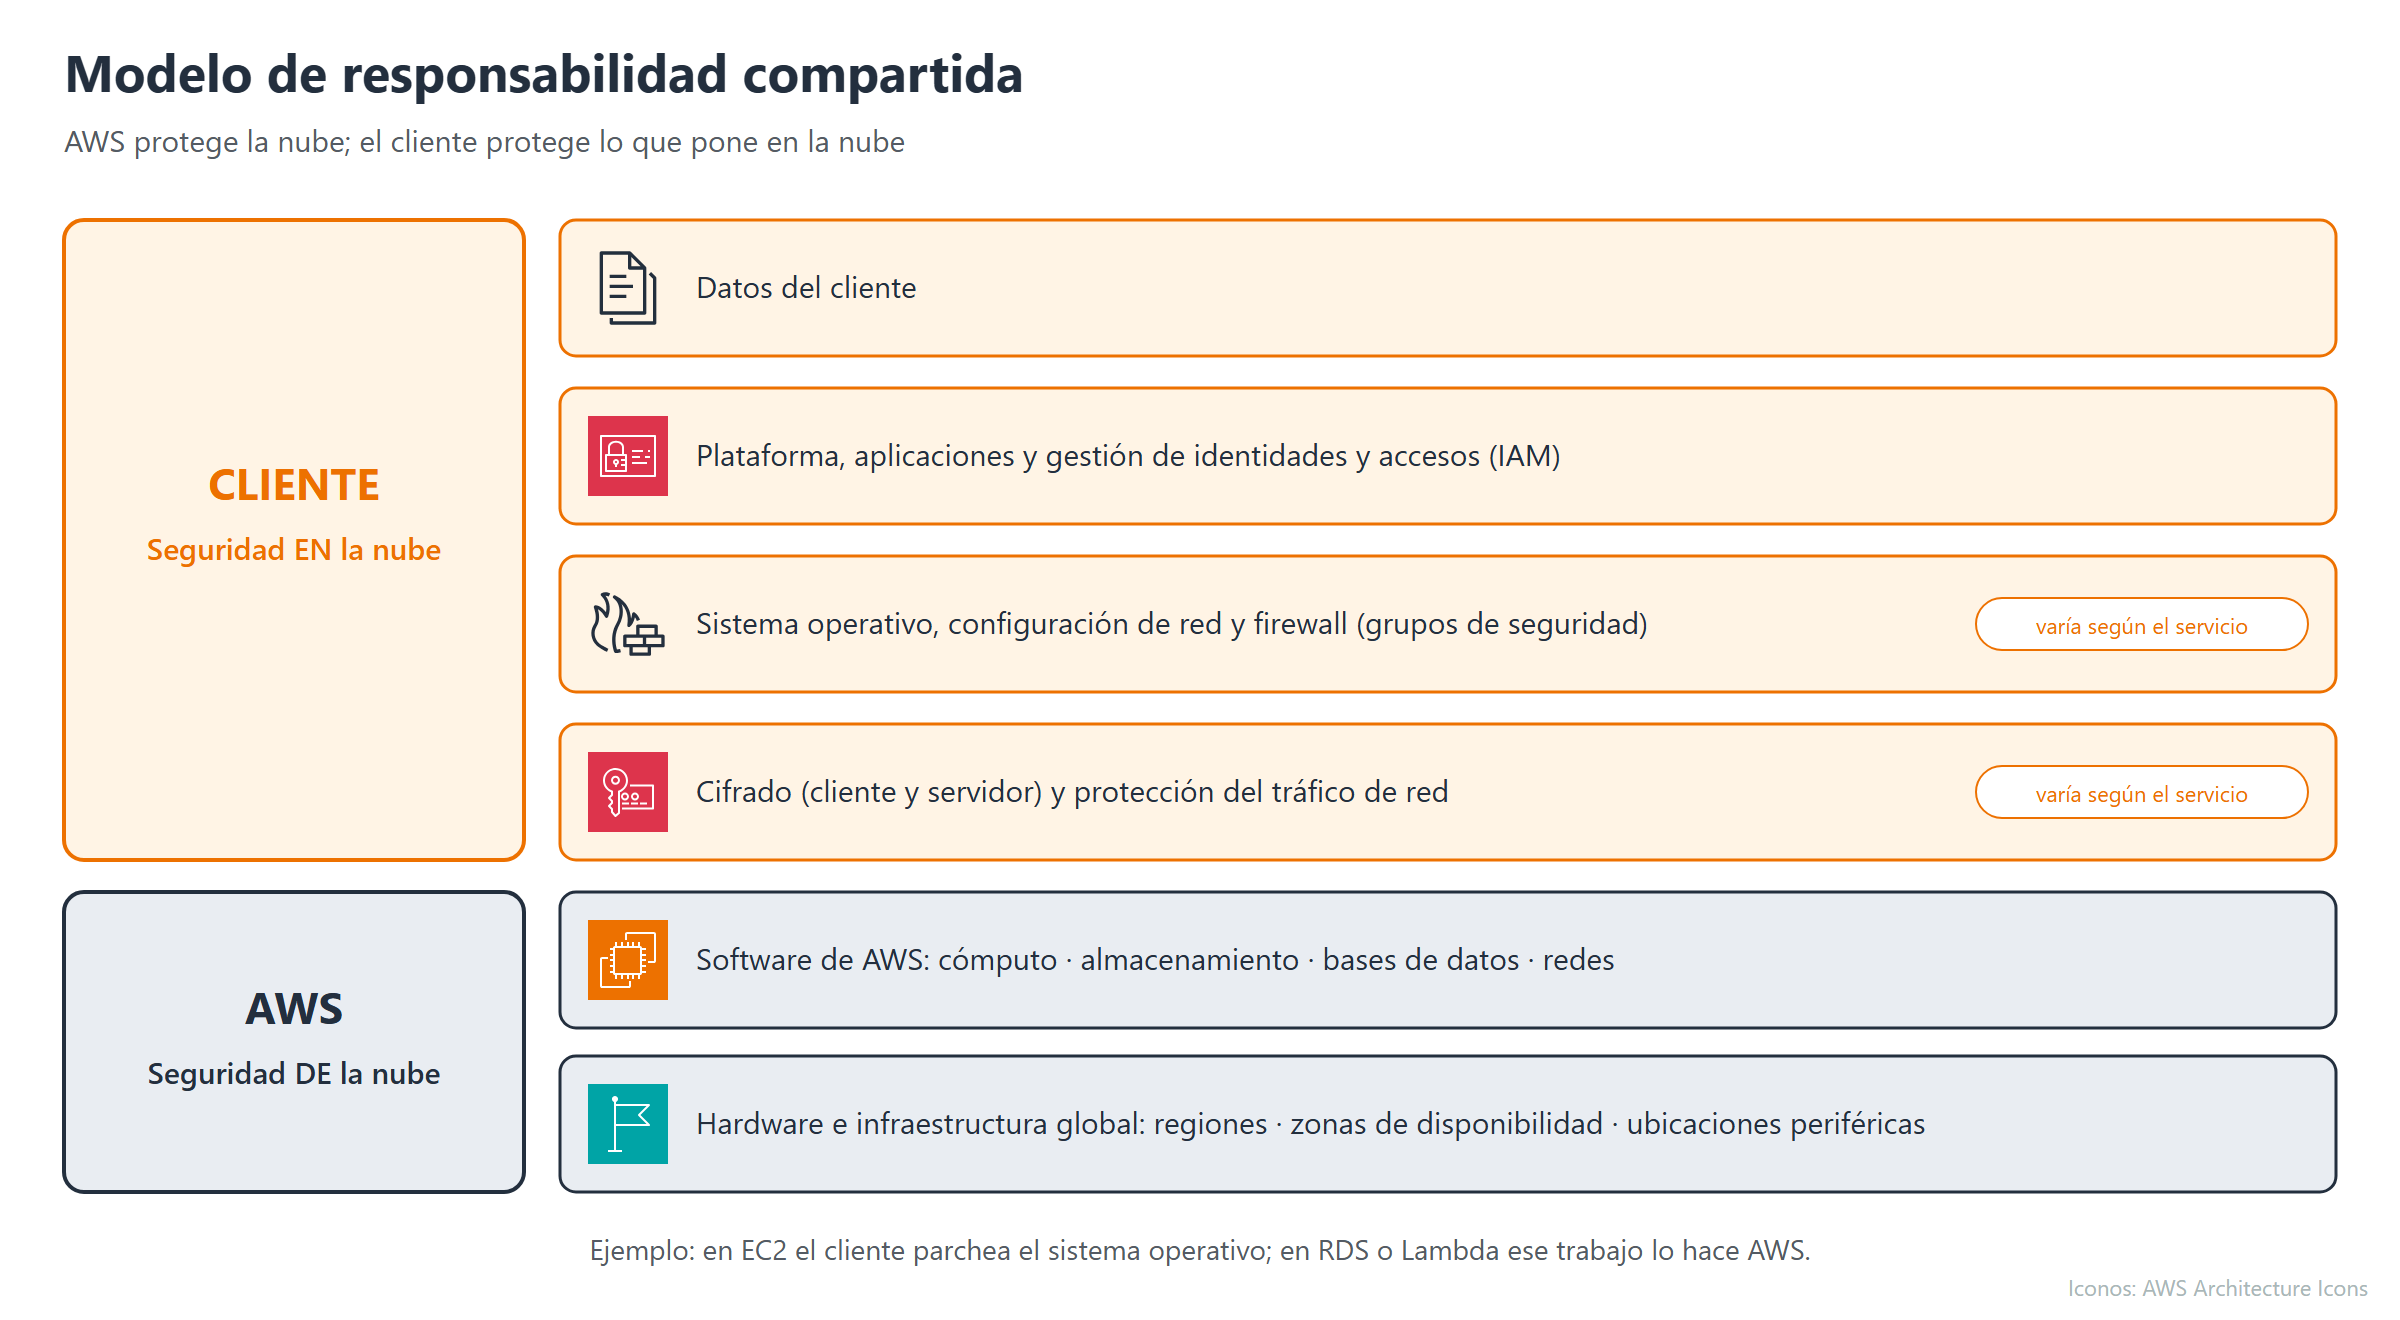 Modelo de responsabilidad compartida
AWS protege la nube; el cliente protege lo que pone en la nube
CLIENTE
Seguridad EN la nube
Datos del cliente
Plataforma, aplicaciones y gestión de identidades y accesos (IAM)
Sistema operativo, configuración de red y firewall (grupos de seguridad)
varía según el servicio
Cifrado (cliente y servidor) y protección del tráfico de red
varía según el servicio
AWS
Seguridad DE la nube
Software de AWS: cómputo · almacenamiento · bases de datos · redes
Hardware e infraestructura global: regiones · zonas de disponibilidad · ubicaciones periféricas
Ejemplo: en EC2 el cliente parchea el sistema operativo; en RDS o Lambda ese trabajo lo hace AWS.
Iconos: AWS Architecture Icons